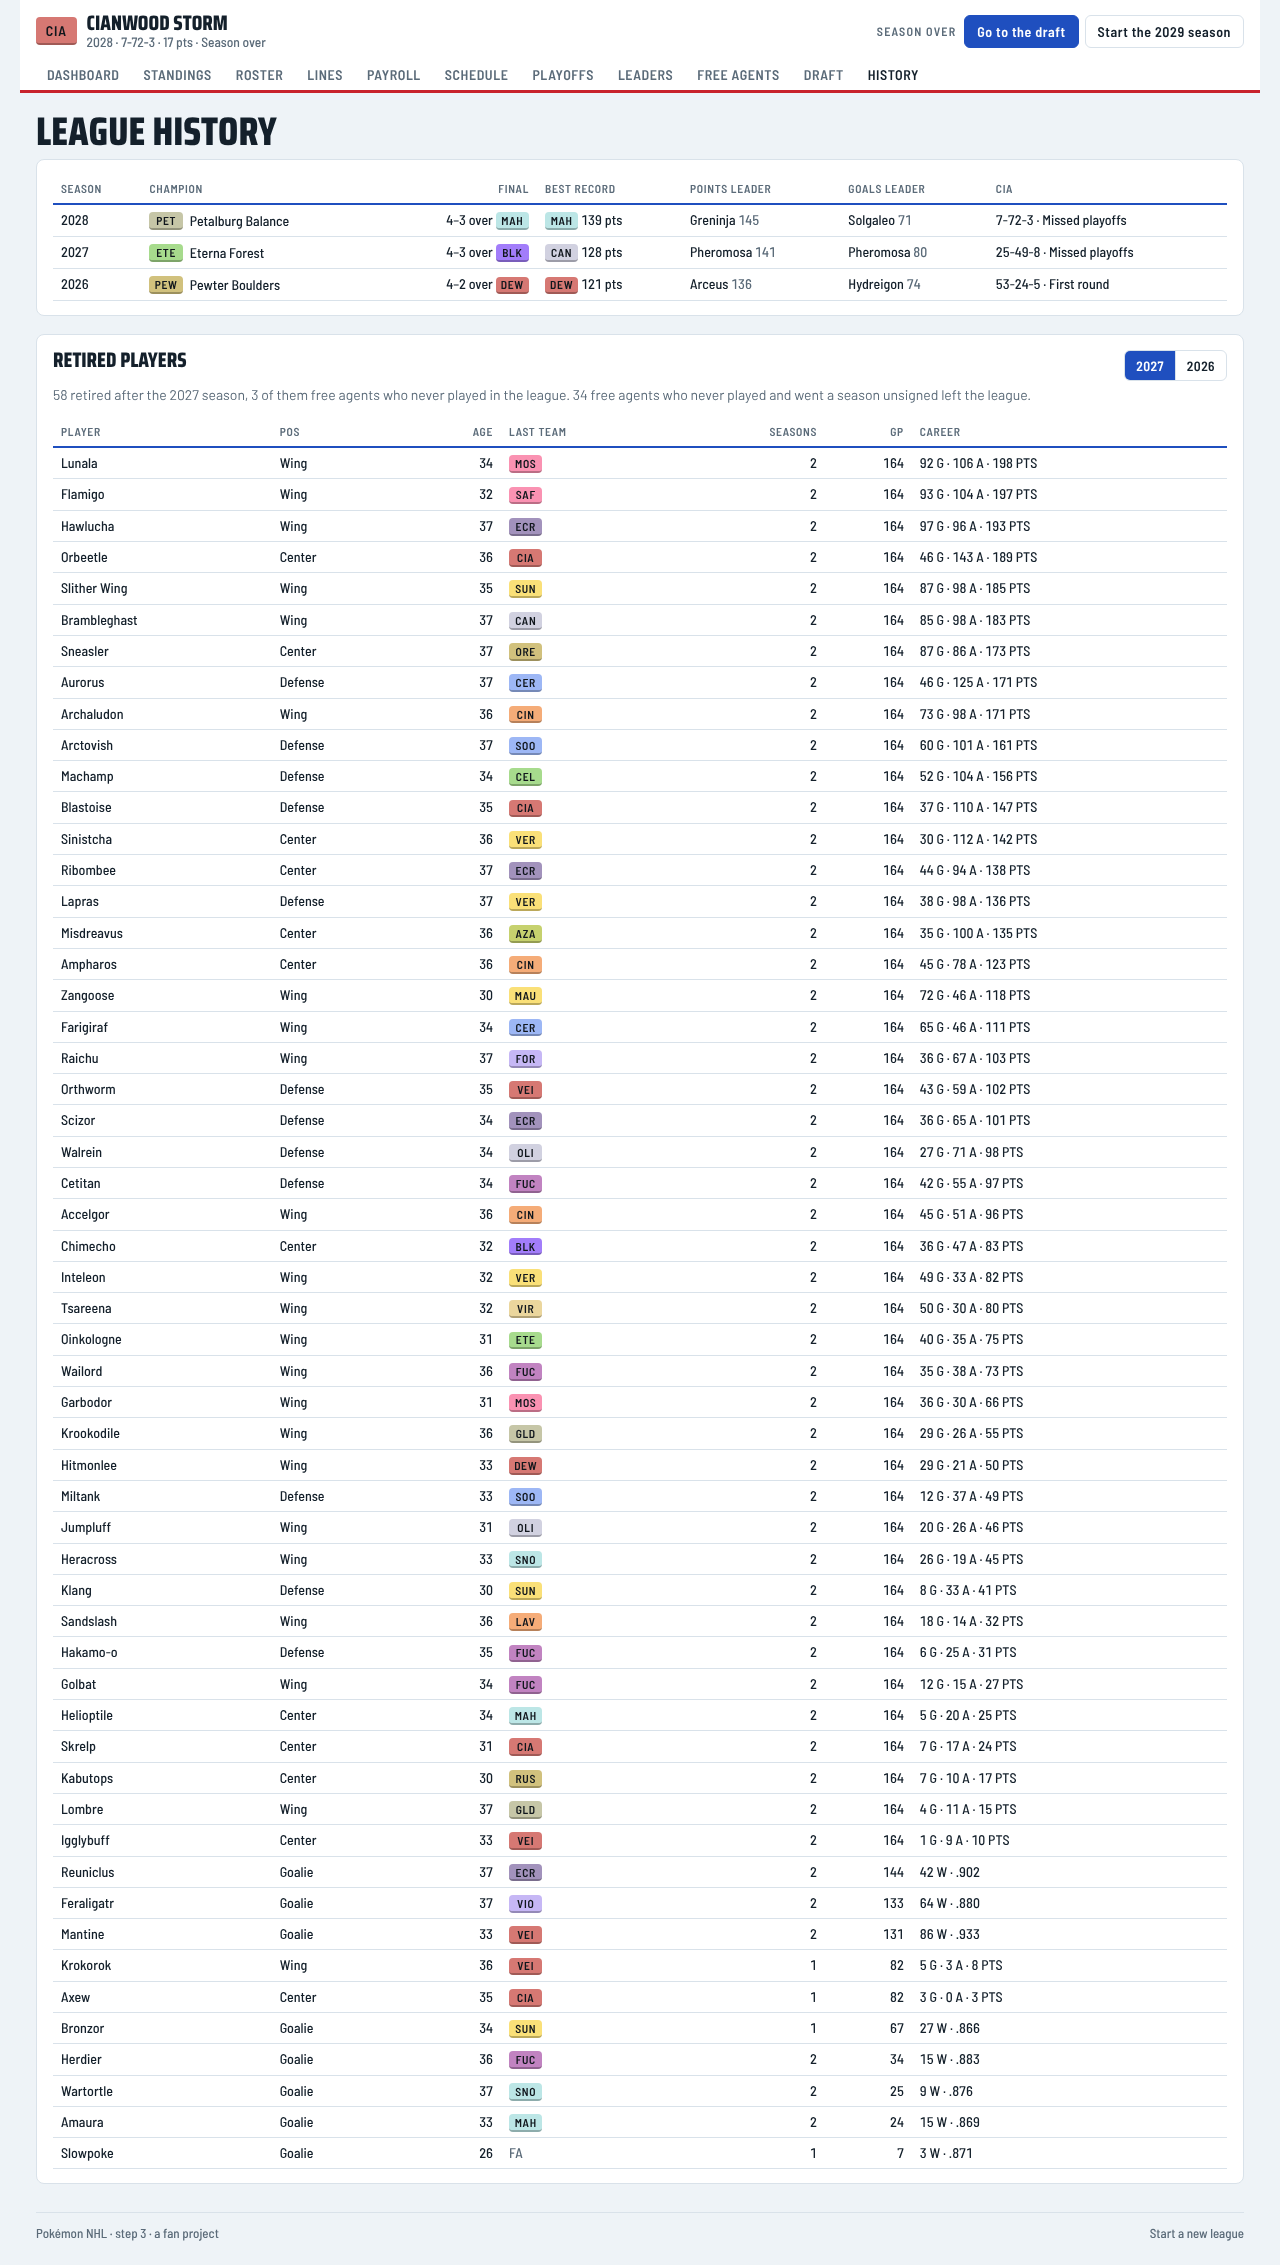 CIA
CIANWOOD STORM
2028 · 7-72-3 · 17 pts · Season over
SEASON OVER
Go to the draft
Start the 2029 season
DASHBOARD STANDINGS ROSTER LINES PAYROLL SCHEDULE PLAYOFFS LEADERS FREE AGENTS DRAFT HISTORY
LEAGUE HISTORY
SEASON CHAMPION FINAL BEST RECORD POINTS LEADER GOALS LEADER CIA
2028 PET Petalburg Balance 4–3 over MAH MAH 139 pts Greninja 145 Solgaleo 71 7-72-3 · Missed playoffs
2027 ETE Eterna Forest 4–3 over BLK CAN 128 pts Pheromosa 141 Pheromosa 80 25-49-8 · Missed playoffs
2026 PEW Pewter Boulders 4–2 over DEW DEW 121 pts Arceus 136 Hydreigon 74 53-24-5 · First round
RETIRED PLAYERS
2027 2026
58 retired after the 2027 season, 3 of them free agents who never played in the league. 34 free agents who never played and went a season unsigned left the league.
PLAYER POS AGE LAST TEAM SEASONS GP CAREER
Lunala Wing 34 MOS 2 164 92 G · 106 A · 198 PTS
Flamigo Wing 32 SAF 2 164 93 G · 104 A · 197 PTS
Hawlucha Wing 37 ECR 2 164 97 G · 96 A · 193 PTS
Orbeetle Center 36 CIA 2 164 46 G · 143 A · 189 PTS
Slither Wing Wing 35 SUN 2 164 87 G · 98 A · 185 PTS
Brambleghast Wing 37 CAN 2 164 85 G · 98 A · 183 PTS
Sneasler Center 37 ORE 2 164 87 G · 86 A · 173 PTS
Aurorus Defense 37 CER 2 164 46 G · 125 A · 171 PTS
Archaludon Wing 36 CIN 2 164 73 G · 98 A · 171 PTS
Arctovish Defense 37 SOO 2 164 60 G · 101 A · 161 PTS
Machamp Defense 34 CEL 2 164 52 G · 104 A · 156 PTS
Blastoise Defense 35 CIA 2 164 37 G · 110 A · 147 PTS
Sinistcha Center 36 VER 2 164 30 G · 112 A · 142 PTS
Ribombee Center 37 ECR 2 164 44 G · 94 A · 138 PTS
Lapras Defense 37 VER 2 164 38 G · 98 A · 136 PTS
Misdreavus Center 36 AZA 2 164 35 G · 100 A · 135 PTS
Ampharos Center 36 CIN 2 164 45 G · 78 A · 123 PTS
Zangoose Wing 30 MAU 2 164 72 G · 46 A · 118 PTS
Farigiraf Wing 34 CER 2 164 65 G · 46 A · 111 PTS
Raichu Wing 37 FOR 2 164 36 G · 67 A · 103 PTS
Orthworm Defense 35 VEI 2 164 43 G · 59 A · 102 PTS
Scizor Defense 34 ECR 2 164 36 G · 65 A · 101 PTS
Walrein Defense 34 OLI 2 164 27 G · 71 A · 98 PTS
Cetitan Defense 34 FUC 2 164 42 G · 55 A · 97 PTS
Accelgor Wing 36 CIN 2 164 45 G · 51 A · 96 PTS
Chimecho Center 32 BLK 2 164 36 G · 47 A · 83 PTS
Inteleon Wing 32 VER 2 164 49 G · 33 A · 82 PTS
Tsareena Wing 32 VIR 2 164 50 G · 30 A · 80 PTS
Oinkologne Wing 31 ETE 2 164 40 G · 35 A · 75 PTS
Wailord Wing 36 FUC 2 164 35 G · 38 A · 73 PTS
Garbodor Wing 31 MOS 2 164 36 G · 30 A · 66 PTS
Krookodile Wing 36 GLD 2 164 29 G · 26 A · 55 PTS
Hitmonlee Wing 33 DEW 2 164 29 G · 21 A · 50 PTS
Miltank Defense 33 SOO 2 164 12 G · 37 A · 49 PTS
Jumpluff Wing 31 OLI 2 164 20 G · 26 A · 46 PTS
Heracross Wing 33 SNO 2 164 26 G · 19 A · 45 PTS
Klang Defense 30 SUN 2 164 8 G · 33 A · 41 PTS
Sandslash Wing 36 LAV 2 164 18 G · 14 A · 32 PTS
Hakamo-o Defense 35 FUC 2 164 6 G · 25 A · 31 PTS
Golbat Wing 34 FUC 2 164 12 G · 15 A · 27 PTS
Helioptile Center 34 MAH 2 164 5 G · 20 A · 25 PTS
Skrelp Center 31 CIA 2 164 7 G · 17 A · 24 PTS
Kabutops Center 30 RUS 2 164 7 G · 10 A · 17 PTS
Lombre Wing 37 GLD 2 164 4 G · 11 A · 15 PTS
Igglybuff Center 33 VEI 2 164 1 G · 9 A · 10 PTS
Reuniclus Goalie 37 ECR 2 144 42 W · .902
Feraligatr Goalie 37 VIO 2 133 64 W · .880
Mantine Goalie 33 VEI 2 131 86 W · .933
Krokorok Wing 36 VEI 1 82 5 G · 3 A · 8 PTS
Axew Center 35 CIA 1 82 3 G · 0 A · 3 PTS
Bronzor Goalie 34 SUN 1 67 27 W · .866
Herdier Goalie 36 FUC 2 34 15 W · .883
Wartortle Goalie 37 SNO 2 25 9 W · .876
Amaura Goalie 33 MAH 2 24 15 W · .869
Slowpoke Goalie 26 FA 1 7 3 W · .871
Pokémon NHL · step 3 · a fan project
Start a new league